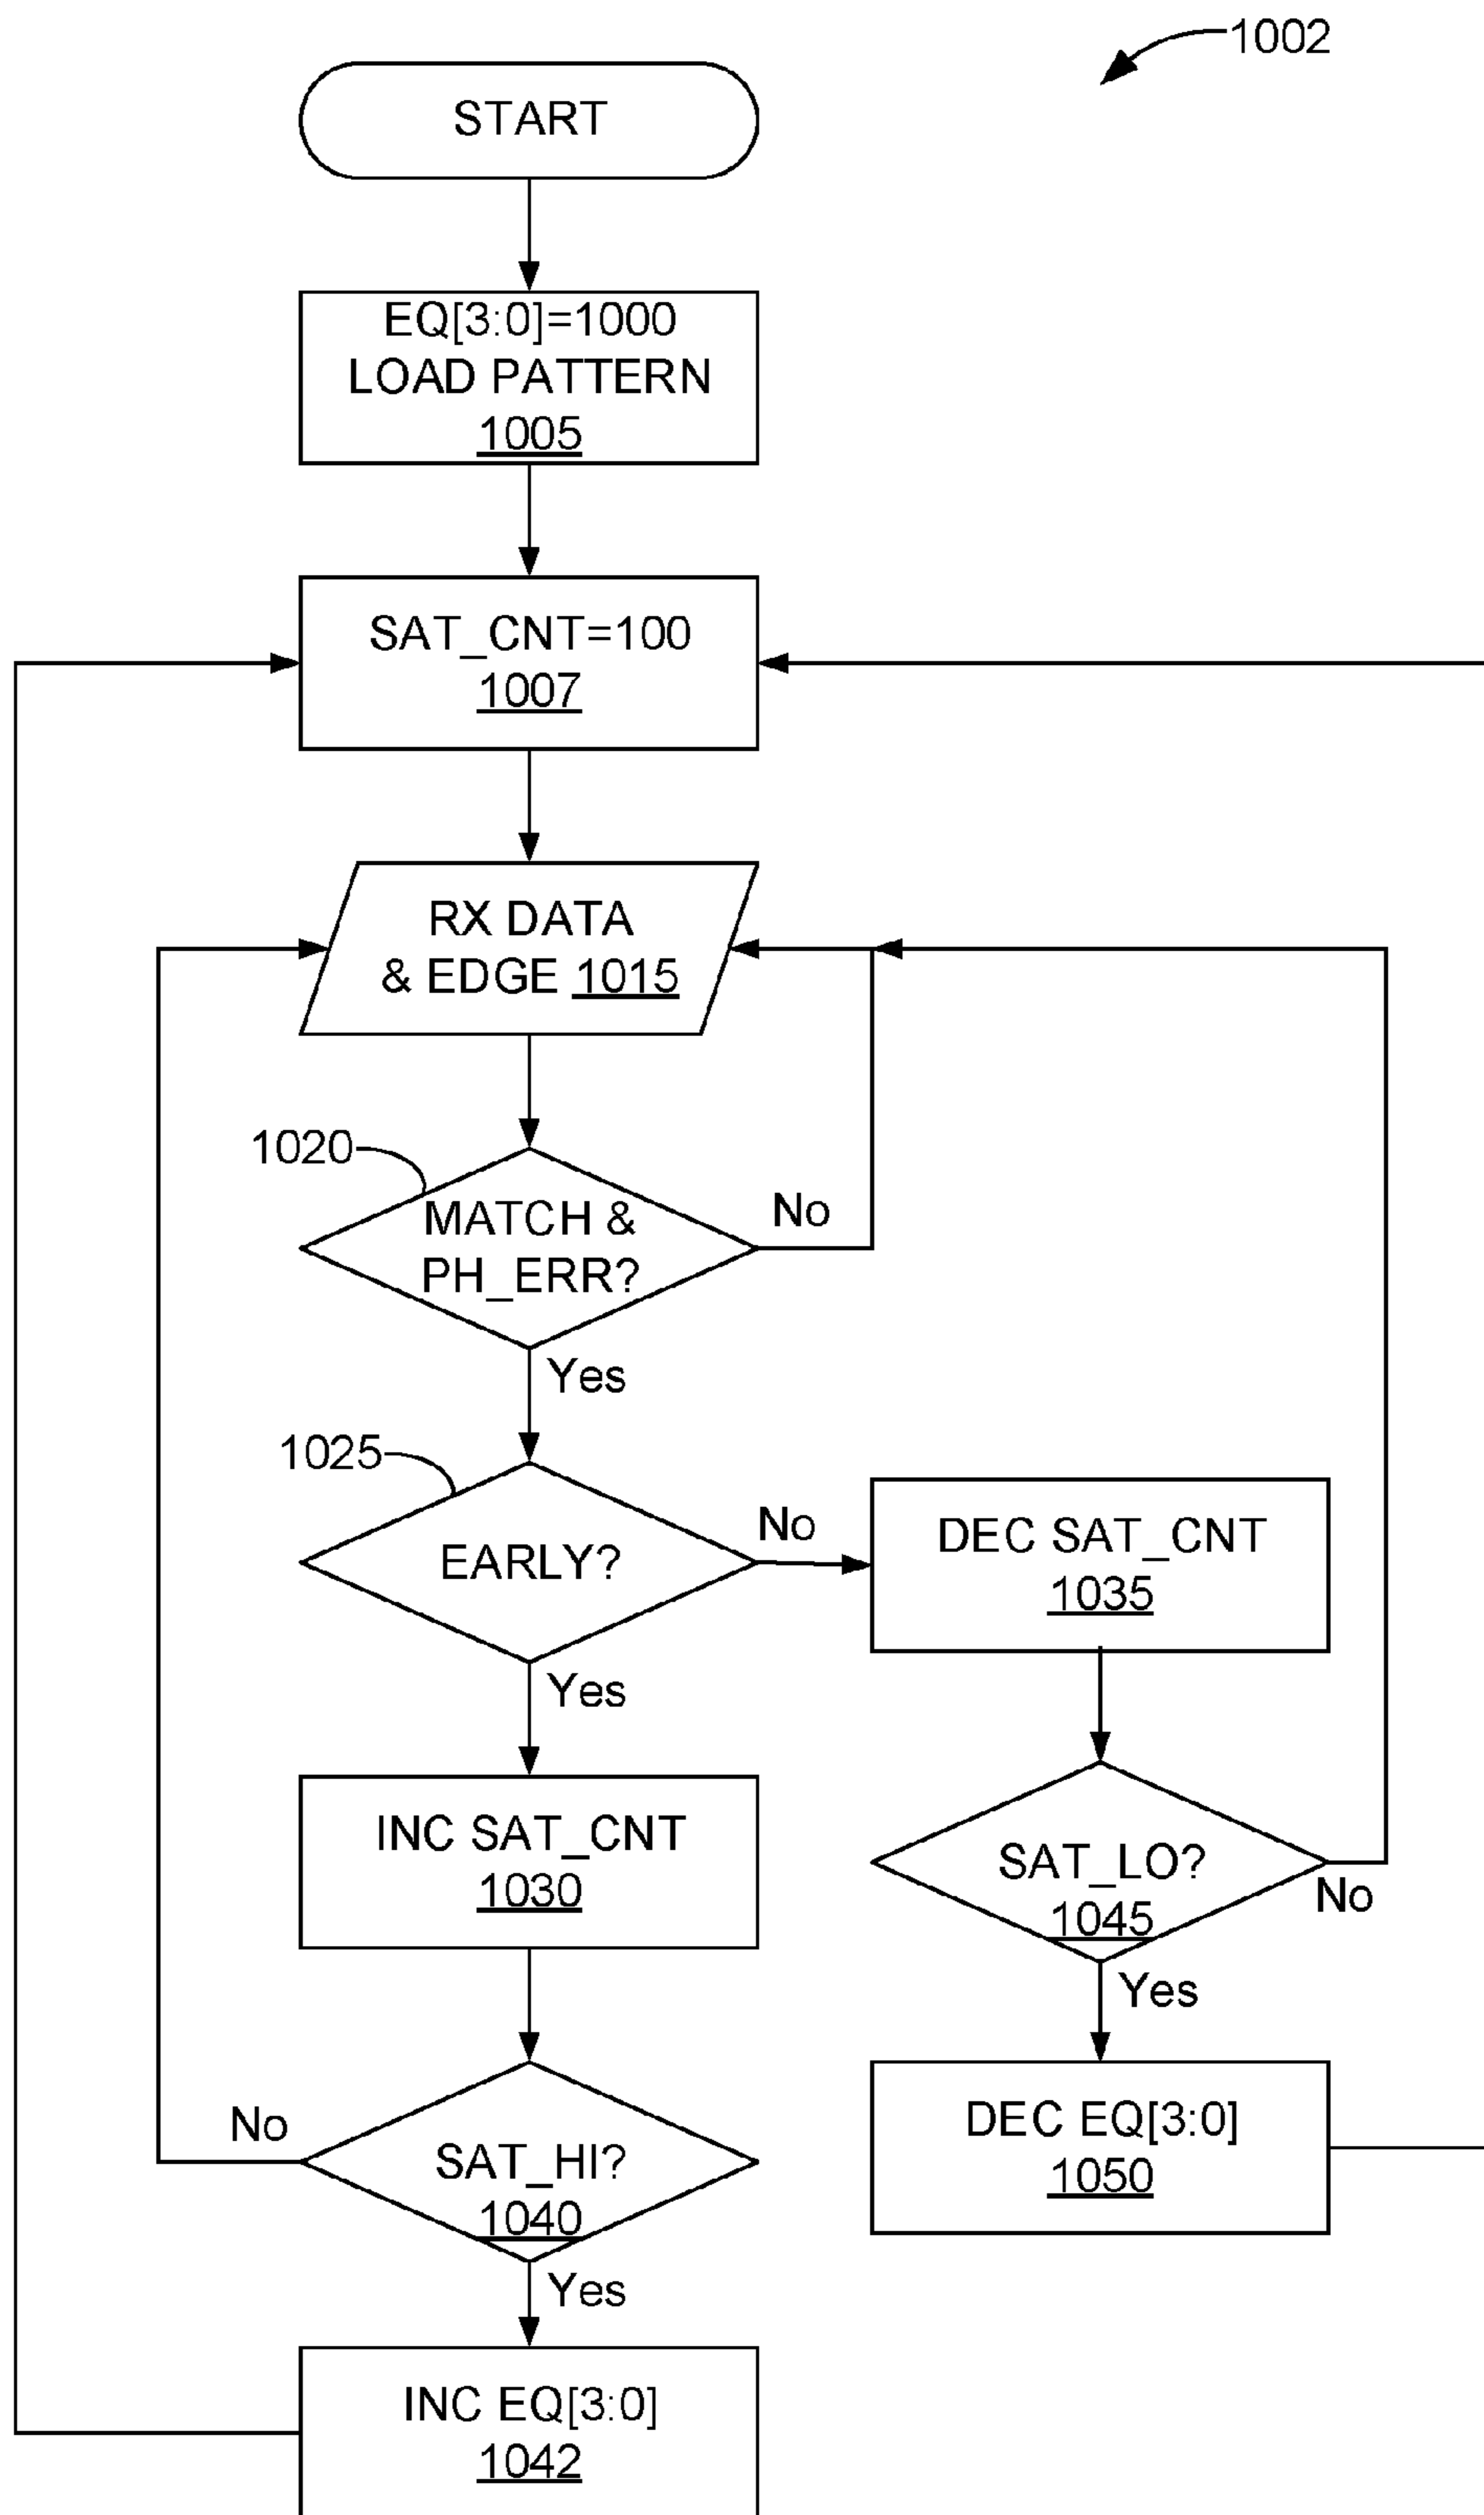 1002
START
EQ[3:0]=1000
LOAD PATTERN
1005
SAT_CNT=100
1007
RX DATA
& EDGE 1015
1020
MATCH &
PH_ERR?
No
Yes
1025
EARLY?
No
Yes
DEC SAT_CNT
1035
INC SAT_CNT
1030
SAT_LO?
1045
No
Yes
SAT_HI?
1040
No
Yes
DEC EQ[3:0]
1050
INC EQ[3:0]
1042